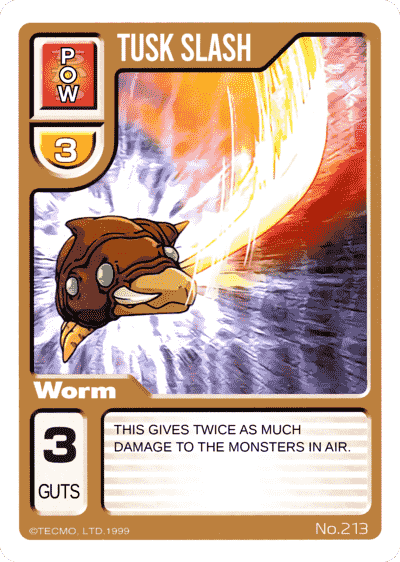 TUSK SLASH
POW
3
Worm
3
GUTS
THIS GIVES TWICE AS MUCH
DAMAGE TO THE MONSTERS IN AIR.
©TECMO, LTD.1999
No.213